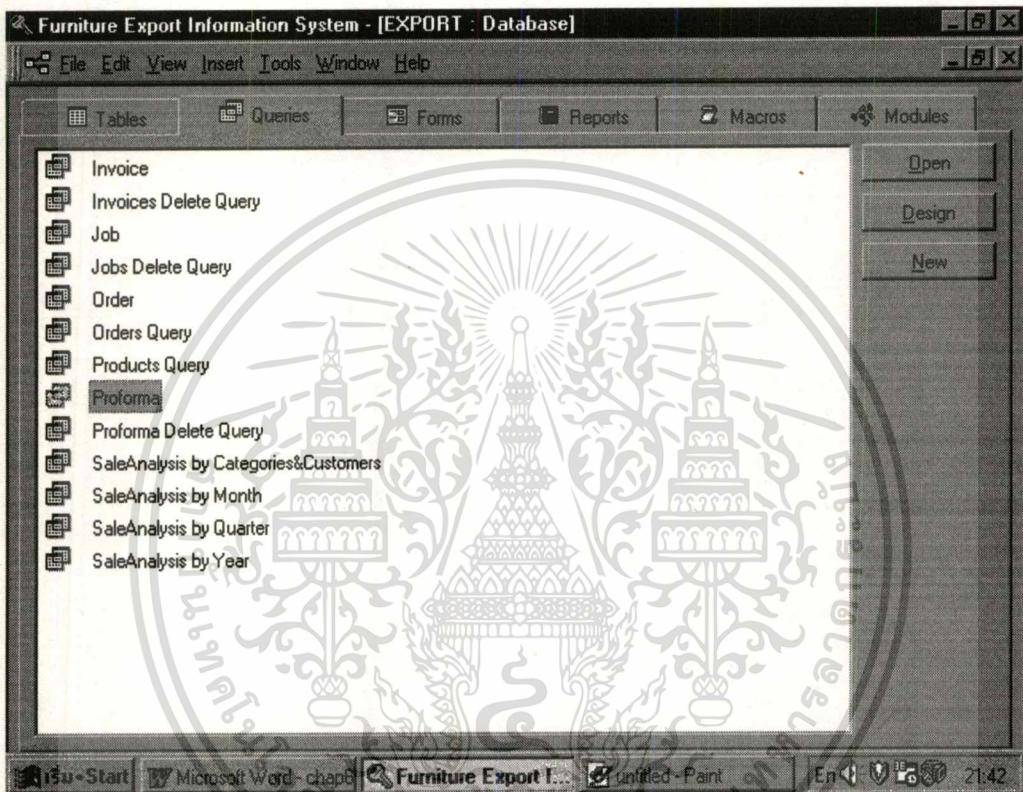 Furniture Export Information System - [EXPORT : Database]
File Edit View Insert Tools Window Help
Tables Queries Forms Reports Macros Modules
Invoice
Invoices Delete Query
Job
Jobs Delete Query
Order
Orders Query
Products Query
Proforma
Proforma Delete Query
SaleAnalysis by Categories&Customers
SaleAnalysis by Month
SaleAnalysis by Quarter
SaleAnalysis by Year
Open
Design
New
เริ่ม-Start Microsoft Word - chap6 Furniture Export I... untitled - Paint En 21:42